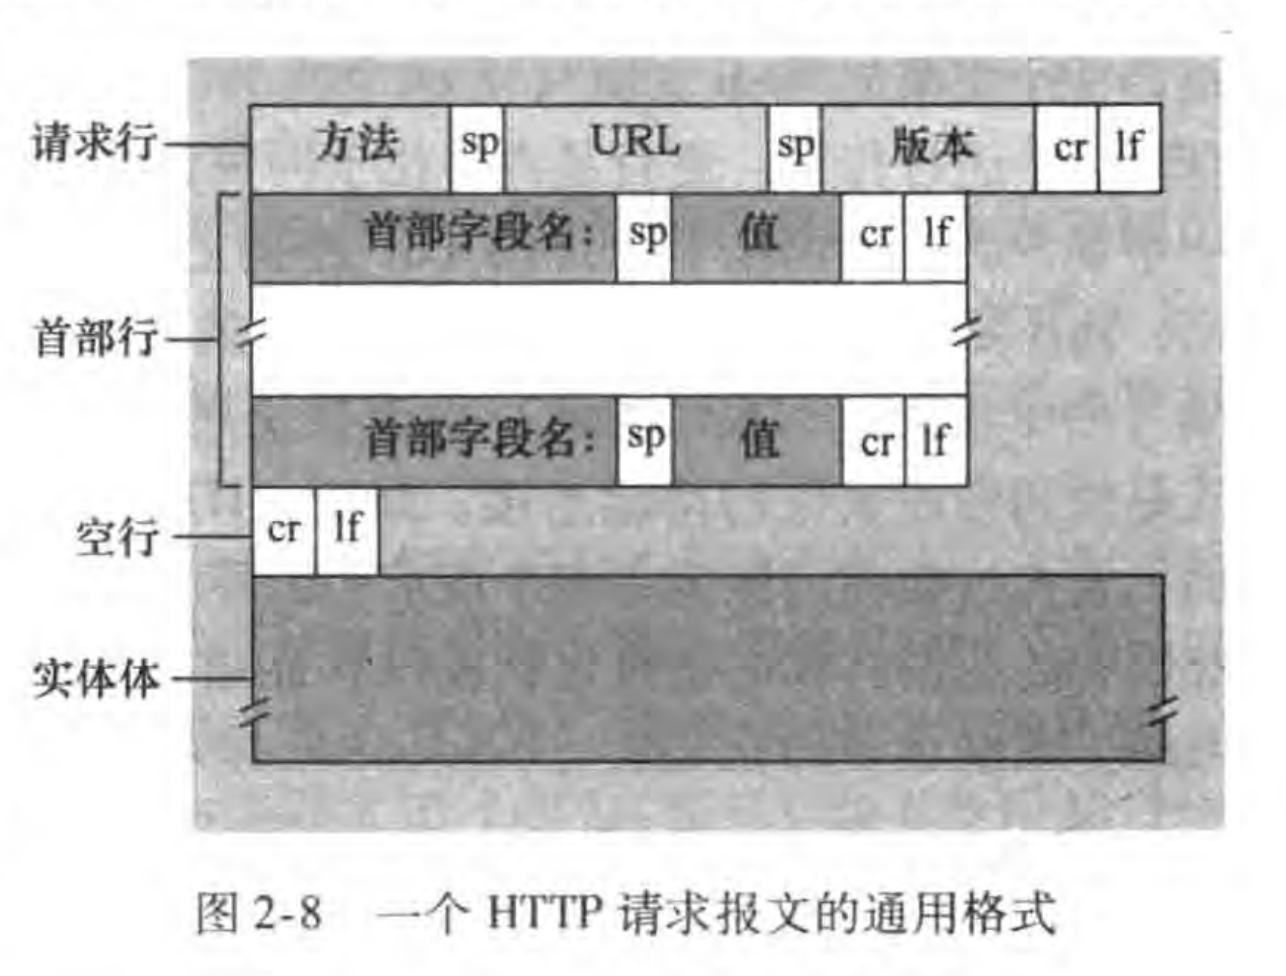 请求行 方法 sp URL sp 版本 cr lf
首部字段名: sp 值 cr lf
首部行
首部字段名: sp 值 cr lf
空行 cr lf
实体体
图 2-8 一个 HTTP 请求报文的通用格式